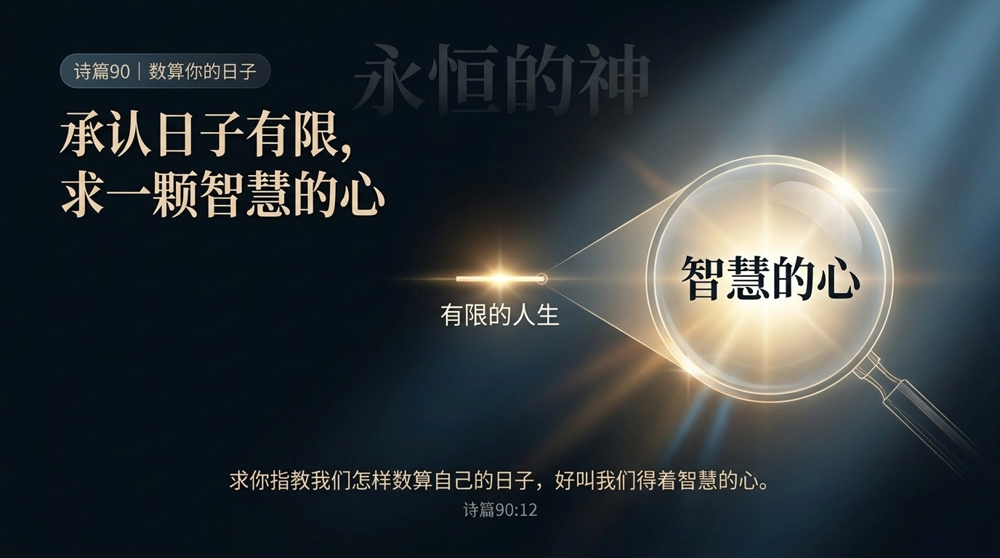 诗篇90｜数算你的日子
永恒的神
承认日子有限，
求一颗智慧的心
智慧的心
有限的人生
求你指教我们怎样数算自己的日子，好叫我们得着智慧的心。
诗篇90:12